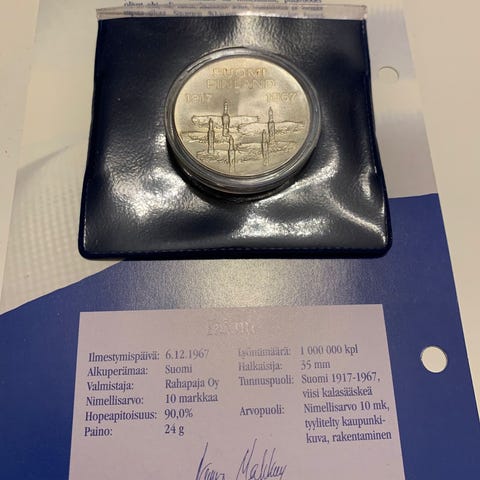 SUOMI
FINLAND
1917 1967
Ilmestymispäivä: 6.12.1967
Alkuperämaa: Suomi
Valmistaja: Rahapaja Oy
Nimellisarvo: 10 markkaa
Hopeapitoisuus: 90,0%
Paino: 24 g
Lyöntimäärä: 1 000 000 kpl
Halkaisija: 35 mm
Tunnuspuoli: Suomi 1917-1967,
viisi kalasääskeä
Arvopuoli: Nimellisarvo 10 mk,
tyylitelty kaupunki-
kuva, rakentaminen